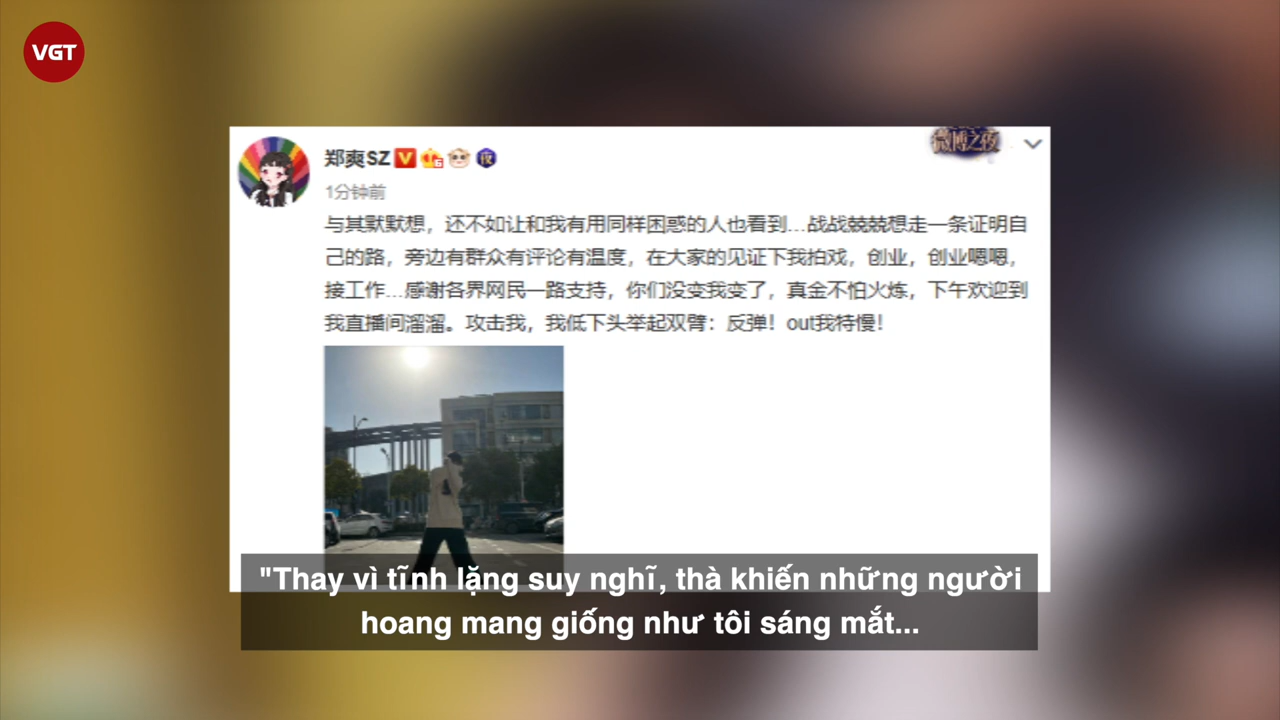 VGT
微博之夜
郑爽SZ
1分钟前
与其默默想，还不如让和我有用同样困惑的人也看到...战战兢兢想走一条证明自
己的路，旁边有群众有评论有温度，在大家的见证下我拍戏，创业，创业嗯嗯，
接工作...感谢各界网民一路支持，你们没变我变了，真金不怕火炼，下午欢迎到
我直播间溜溜。攻击我，我低下头举起双臂：反弹！out我特慢！
"Thay vì tĩnh lặng suy nghĩ, thà khiến những người
hoang mang giống như tôi sáng mắt...